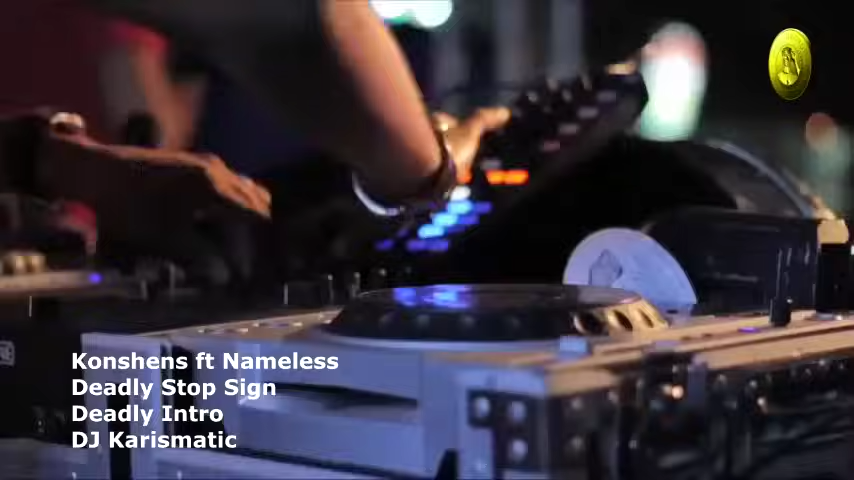 Konshens ft Nameless
Deadly Stop Sign
Deadly Intro
DJ Karismatic